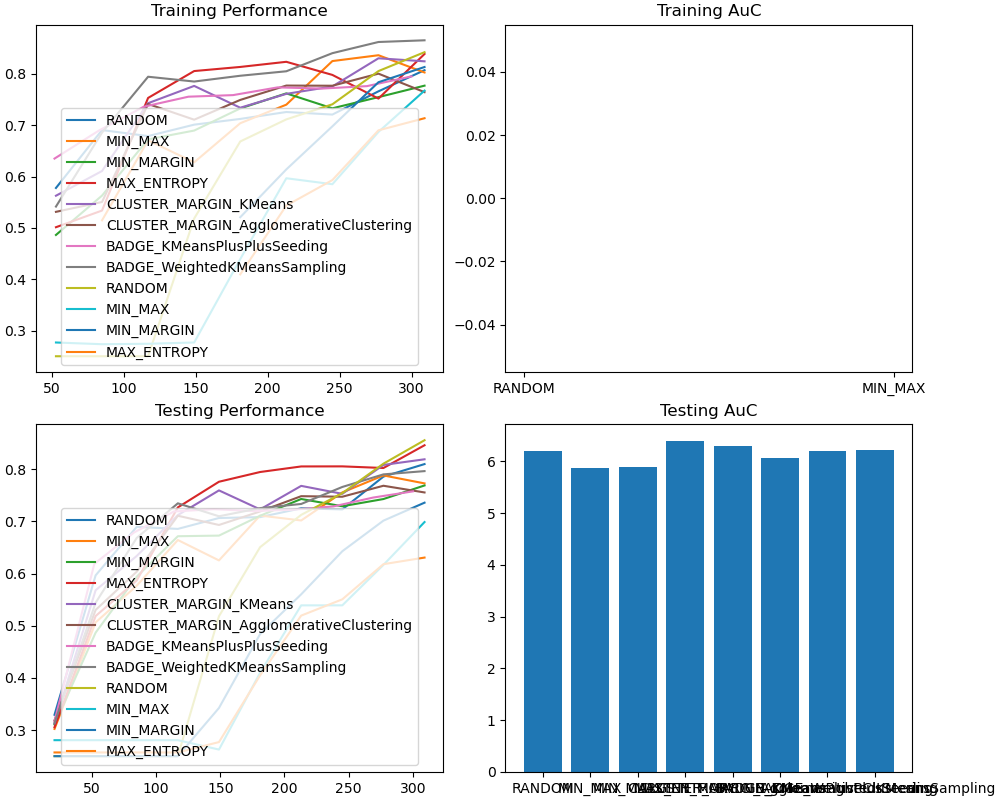 Training Performance
0.8
0.7
0.6
0.5
0.4
0.3
RANDOM
MIN_MAX
MIN_MARGIN
MAX_ENTROPY
CLUSTER_MARGIN_KMeans
CLUSTER_MARGIN_AgglomerativeClustering
BADGE_KMeansPlusPlusSeeding
BADGE_WeightedKMeansSampling
RANDOM
MIN_MAX
MIN_MARGIN
MAX_ENTROPY
50 100 150 200 250 300
Training AuC
0.04
0.02
0.00
−0.02
−0.04
RANDOM MIN_MAX
Testing Performance
0.8
0.7
0.6
0.5
0.4
0.3
RANDOM
MIN_MAX
MIN_MARGIN
MAX_ENTROPY
CLUSTER_MARGIN_KMeans
CLUSTER_MARGIN_AgglomerativeClustering
BADGE_KMeansPlusPlusSeeding
BADGE_WeightedKMeansSampling
RANDOM
MIN_MAX
MIN_MARGIN
MAX_ENTROPY
50 100 150 200 250 300
Testing AuC
6
5
4
3
2
1
0
RANDOM